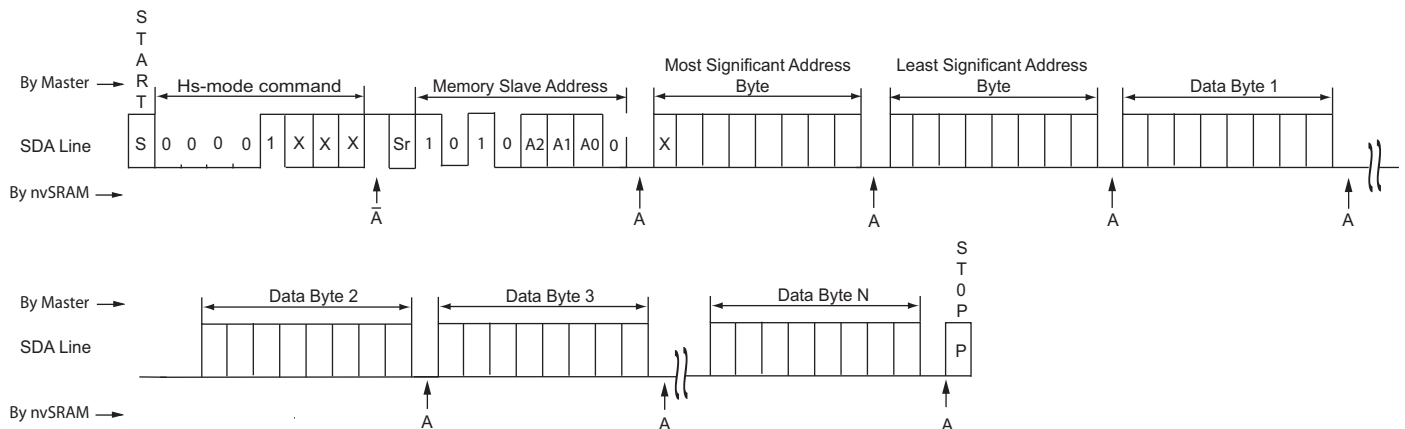 START
By Master
Hs-mode command
Memory Slave Address
Most Significant Address
Byte
Least Significant Address
Byte
Data Byte 1
SDA Line
S 0 0 0 0 1 X X X Sr 1 0 1 0 A2 A1 A0 0 X
By nvSRAM
A̅ A A A A
ST0P
By Master
Data Byte 2
Data Byte 3
Data Byte N
SDA Line
P
By nvSRAM
A A A